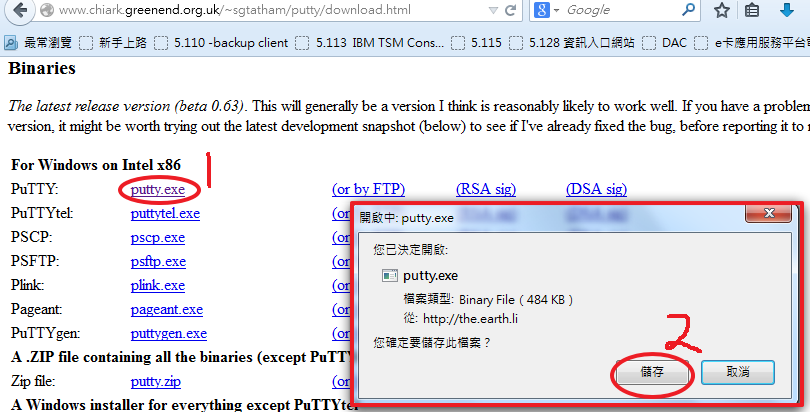 www.chiark.greenend.org.uk/~sgtatham/putty/download.html
Google
最常瀏覽 新手上路 5.110 -backup client 5.113 IBM TSM Cons... 5.115 5.128 資訊入口網站 DAC e卡應用服務平台
Binaries
The latest release version (beta 0.63). This will generally be a version I think is reasonably likely to work well. If you have a problem
version, it might be worth trying out the latest development snapshot (below) to see if I've already fixed the bug, before reporting it to
For Windows on Intel x86
1
PuTTY: putty.exe (or by FTP) (RSA sig) (DSA sig)
PuTTYtel: puttytel.exe (or
PSCP: pscp.exe (or
PSFTP: psftp.exe (or
Plink: plink.exe (or
Pageant: pageant.exe (or
PuTTYgen: puttygen.exe (or
A .ZIP file containing all the binaries (except PuTTY
Zip file: putty.zip (or
A Windows installer for everything except PuTTYtel
開啟中: putty.exe
您已決定開啟:
putty.exe
檔案類型: Binary File ( 484 KB )
從: http://the.earth.li
您確定要儲存此檔案？
2
儲存 取消